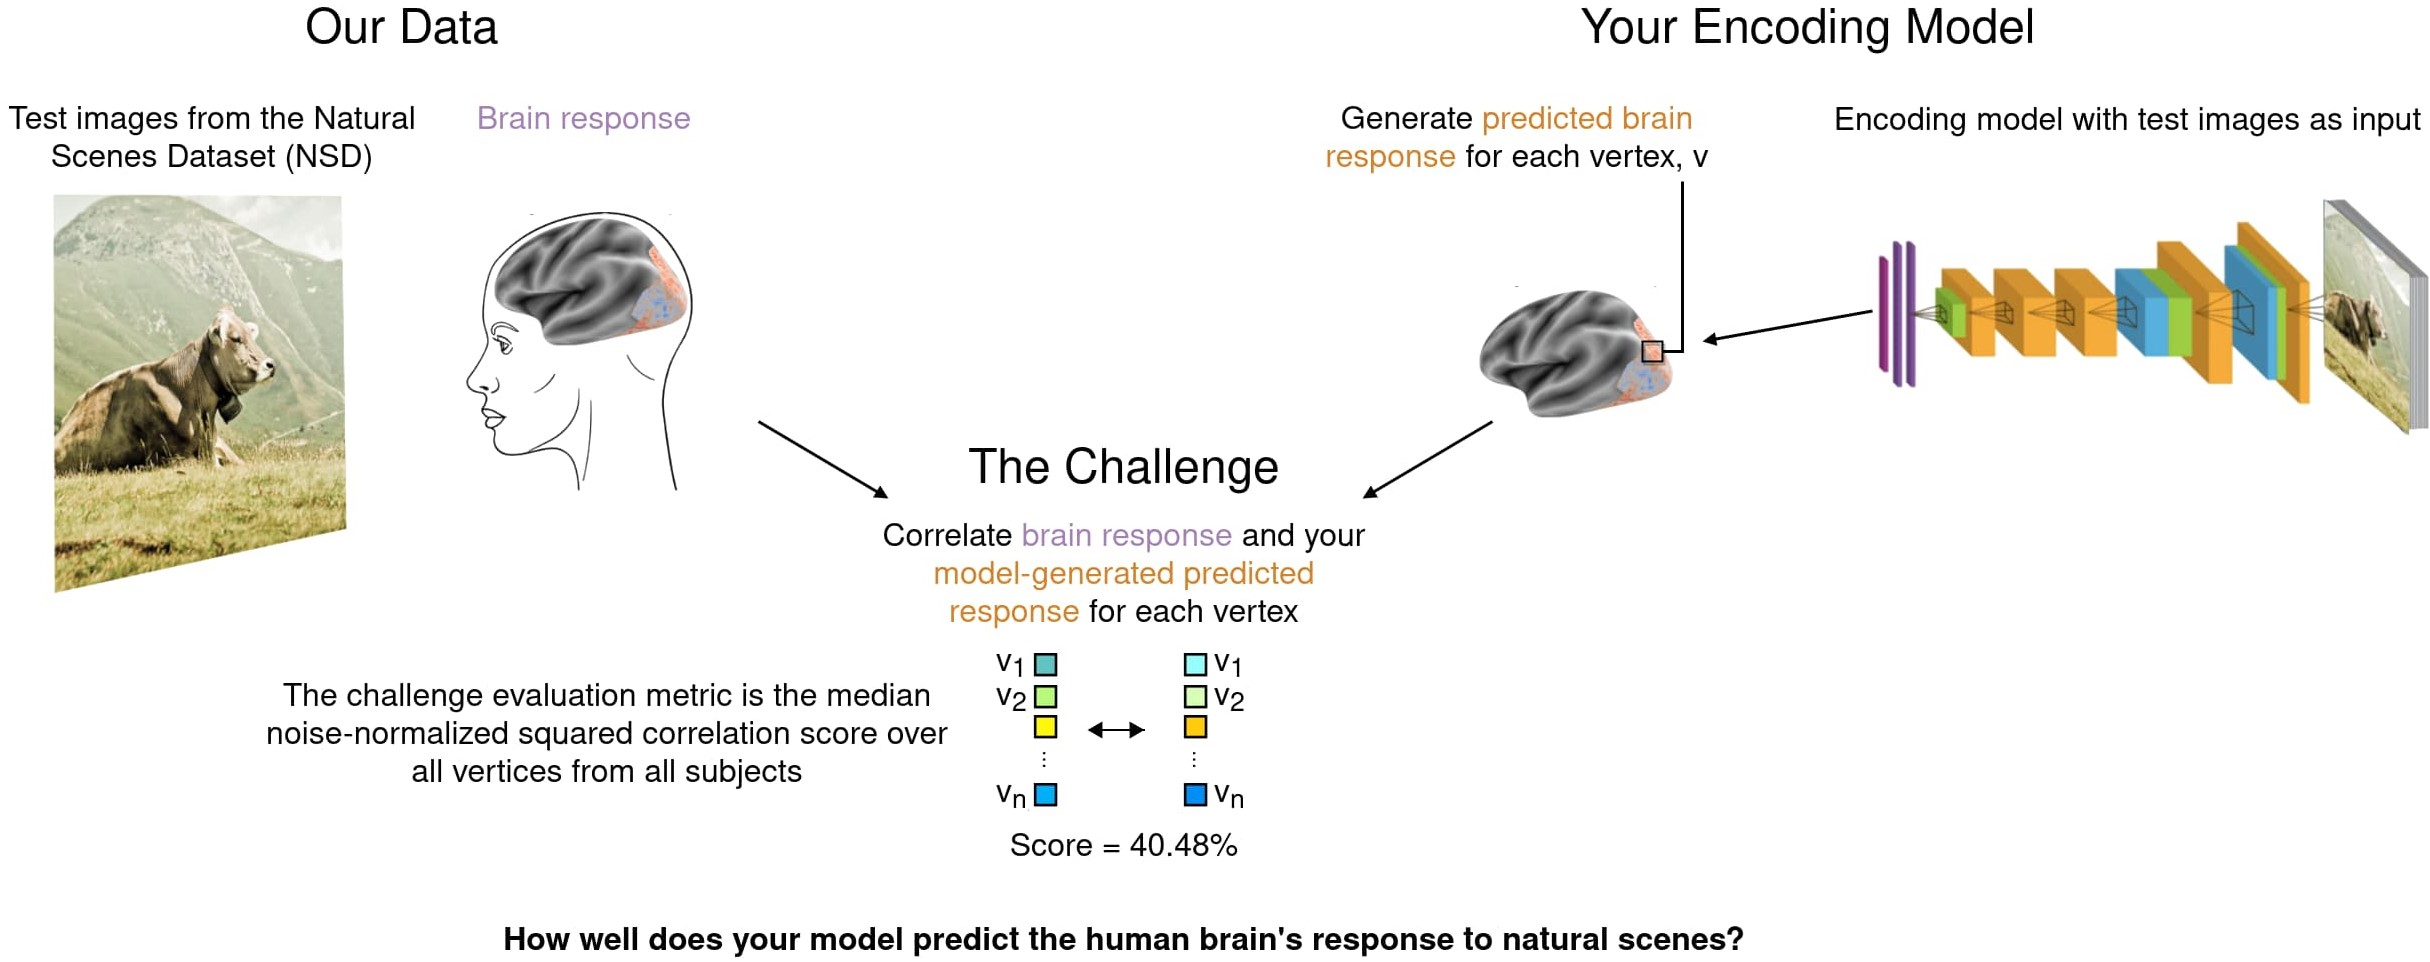 Our Data
Your Encoding Model
Test images from the Natural
Scenes Dataset (NSD)
Brain response
Generate predicted brain
response for each vertex, v
Encoding model with test images as input
The Challenge
Correlate brain response and your
model-generated predicted
response for each vertex
The challenge evaluation metric is the median
noise-normalized squared correlation score over
all vertices from all subjects
v1 v1
v2 v2
⋮ ⋮
vn vn
Score = 40.48%
How well does your model predict the human brain's response to natural scenes?